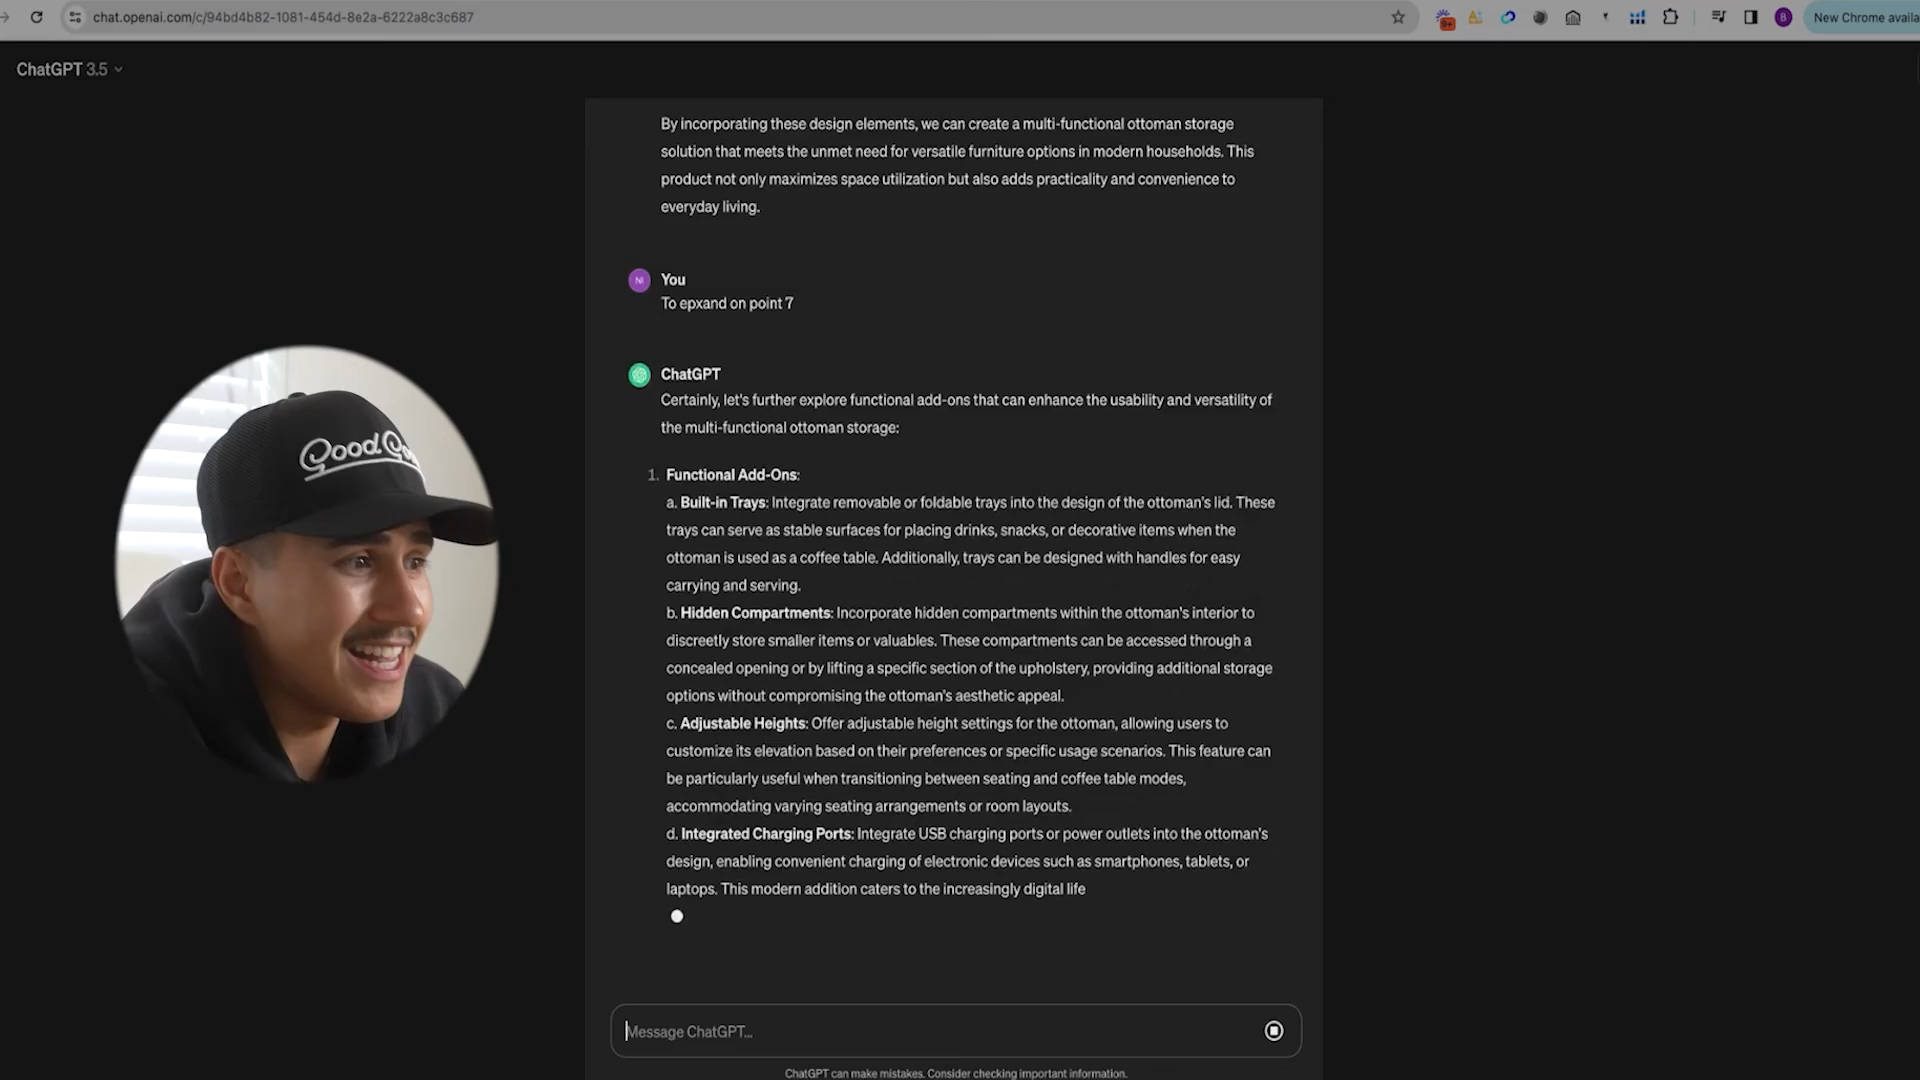 chat.openai.com/c/94bd4b82-1081-454d-8e2a-6222a8c3c687
9+
B
New Chrome availa
ChatGPT 3.5
By incorporating these design elements, we can create a multi-functional ottoman storage
solution that meets the unmet need for versatile furniture options in modern households. This
product not only maximizes space utilization but also adds practicality and convenience to
everyday living.
NI
You
To epxand on point 7
ChatGPT
Certainly, let's further explore functional add-ons that can enhance the usability and versatility of
the multi-functional ottoman storage:
1. Functional Add-Ons:
a. Built-in Trays: Integrate removable or foldable trays into the design of the ottoman's lid. These
trays can serve as stable surfaces for placing drinks, snacks, or decorative items when the
ottoman is used as a coffee table. Additionally, trays can be designed with handles for easy
carrying and serving.
b. Hidden Compartments: Incorporate hidden compartments within the ottoman's interior to
discreetly store smaller items or valuables. These compartments can be accessed through a
concealed opening or by lifting a specific section of the upholstery, providing additional storage
options without compromising the ottoman's aesthetic appeal.
c. Adjustable Heights: Offer adjustable height settings for the ottoman, allowing users to
customize its elevation based on their preferences or specific usage scenarios. This feature can
be particularly useful when transitioning between seating and coffee table modes,
accommodating varying seating arrangements or room layouts.
d. Integrated Charging Ports: Integrate USB charging ports or power outlets into the ottoman's
design, enabling convenient charging of electronic devices such as smartphones, tablets, or
laptops. This modern addition caters to the increasingly digital life
Good
Message ChatGPT...
ChatGPT can make mistakes. Consider checking important information.